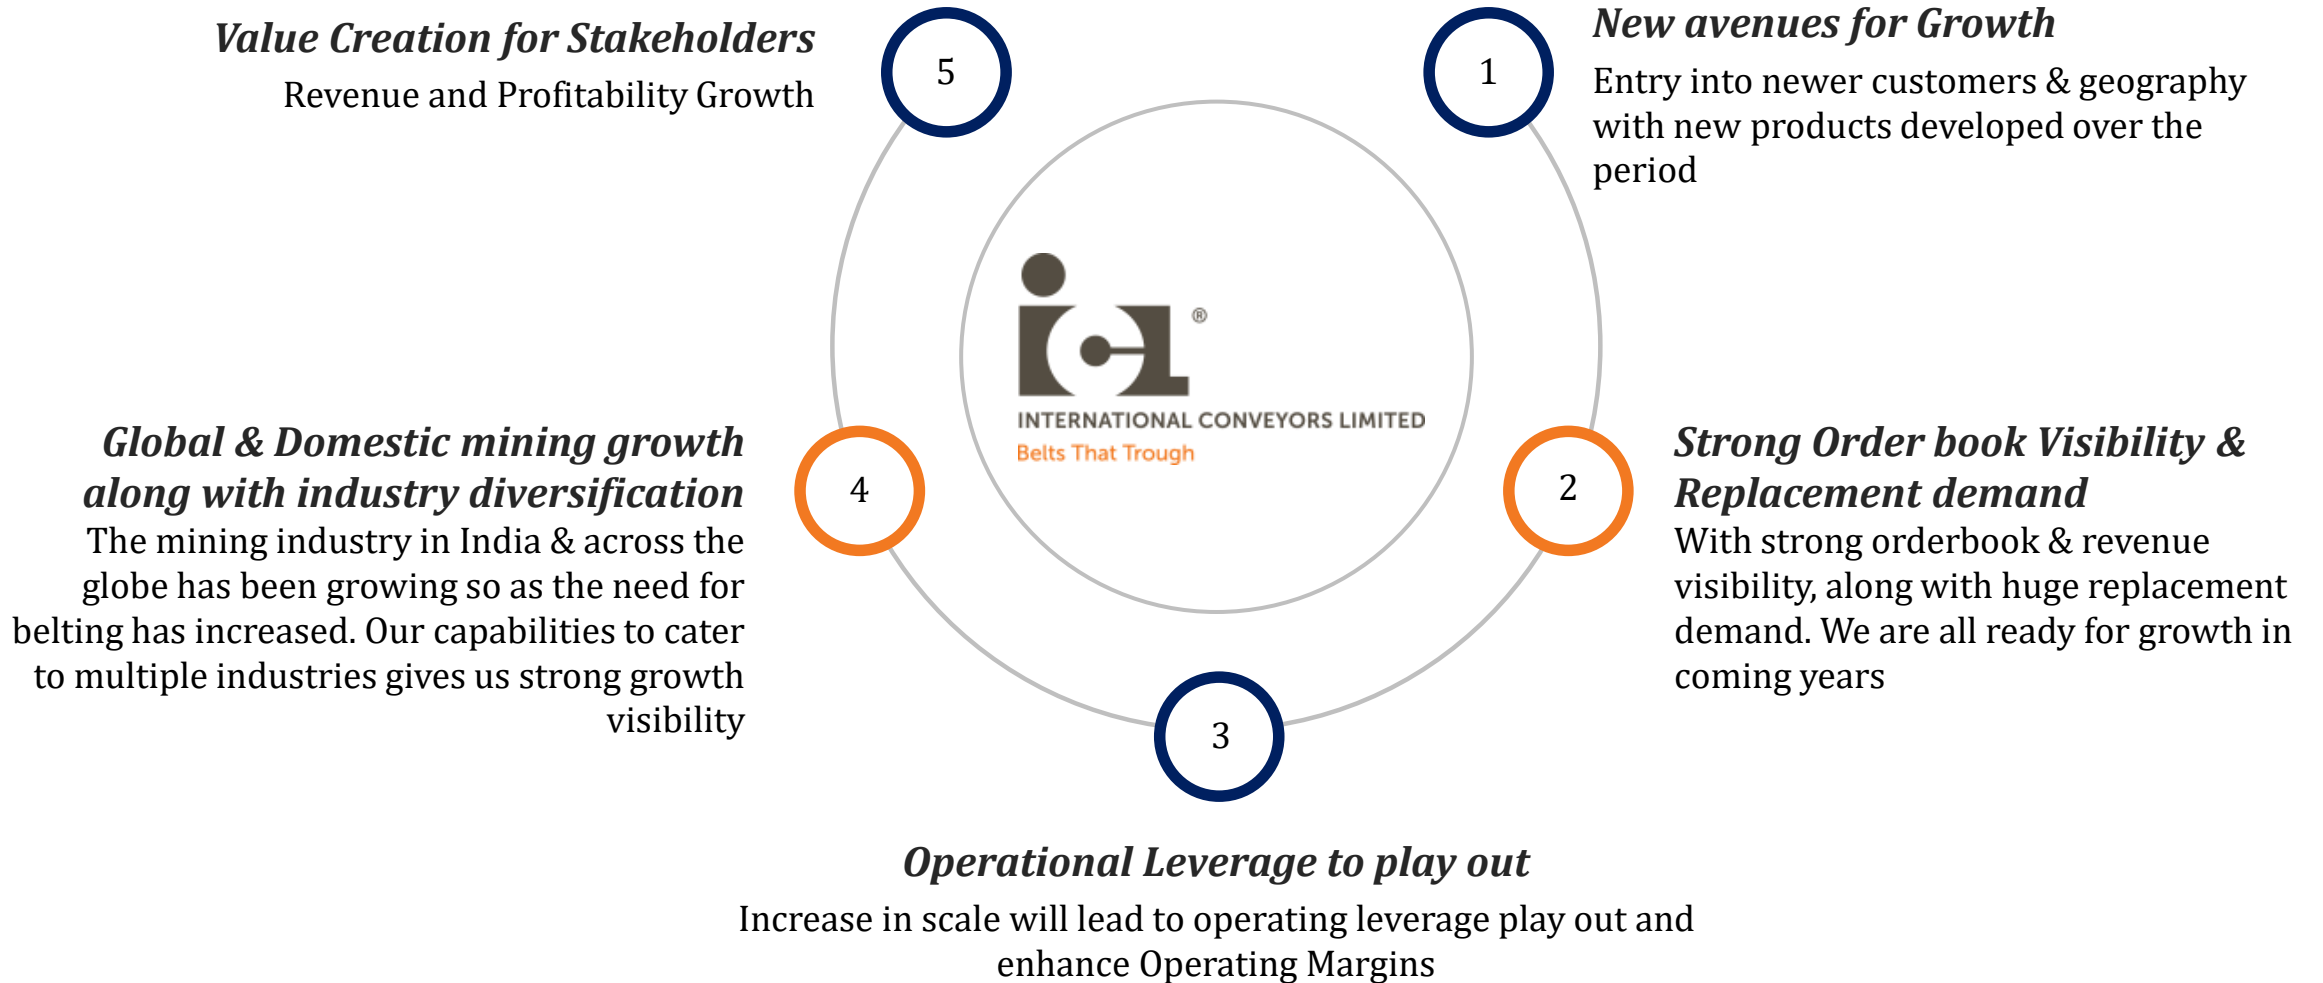 Value Creation for Stakeholders
Revenue and Profitability Growth
5
1
New avenues for Growth
Entry into newer customers & geography
with new products developed over the
period
icl ®
INTERNATIONAL CONVEYORS LIMITED
Belts That Trough
Global & Domestic mining growth
along with industry diversification
The mining industry in India & across the
globe has been growing so as the need for
belting has increased. Our capabilities to cater
to multiple industries gives us strong growth
visibility
4
2
Strong Order book Visibility &
Replacement demand
With strong orderbook & revenue
visibility, along with huge replacement
demand. We are all ready for growth in
coming years
3
Operational Leverage to play out
Increase in scale will lead to operating leverage play out and
enhance Operating Margins